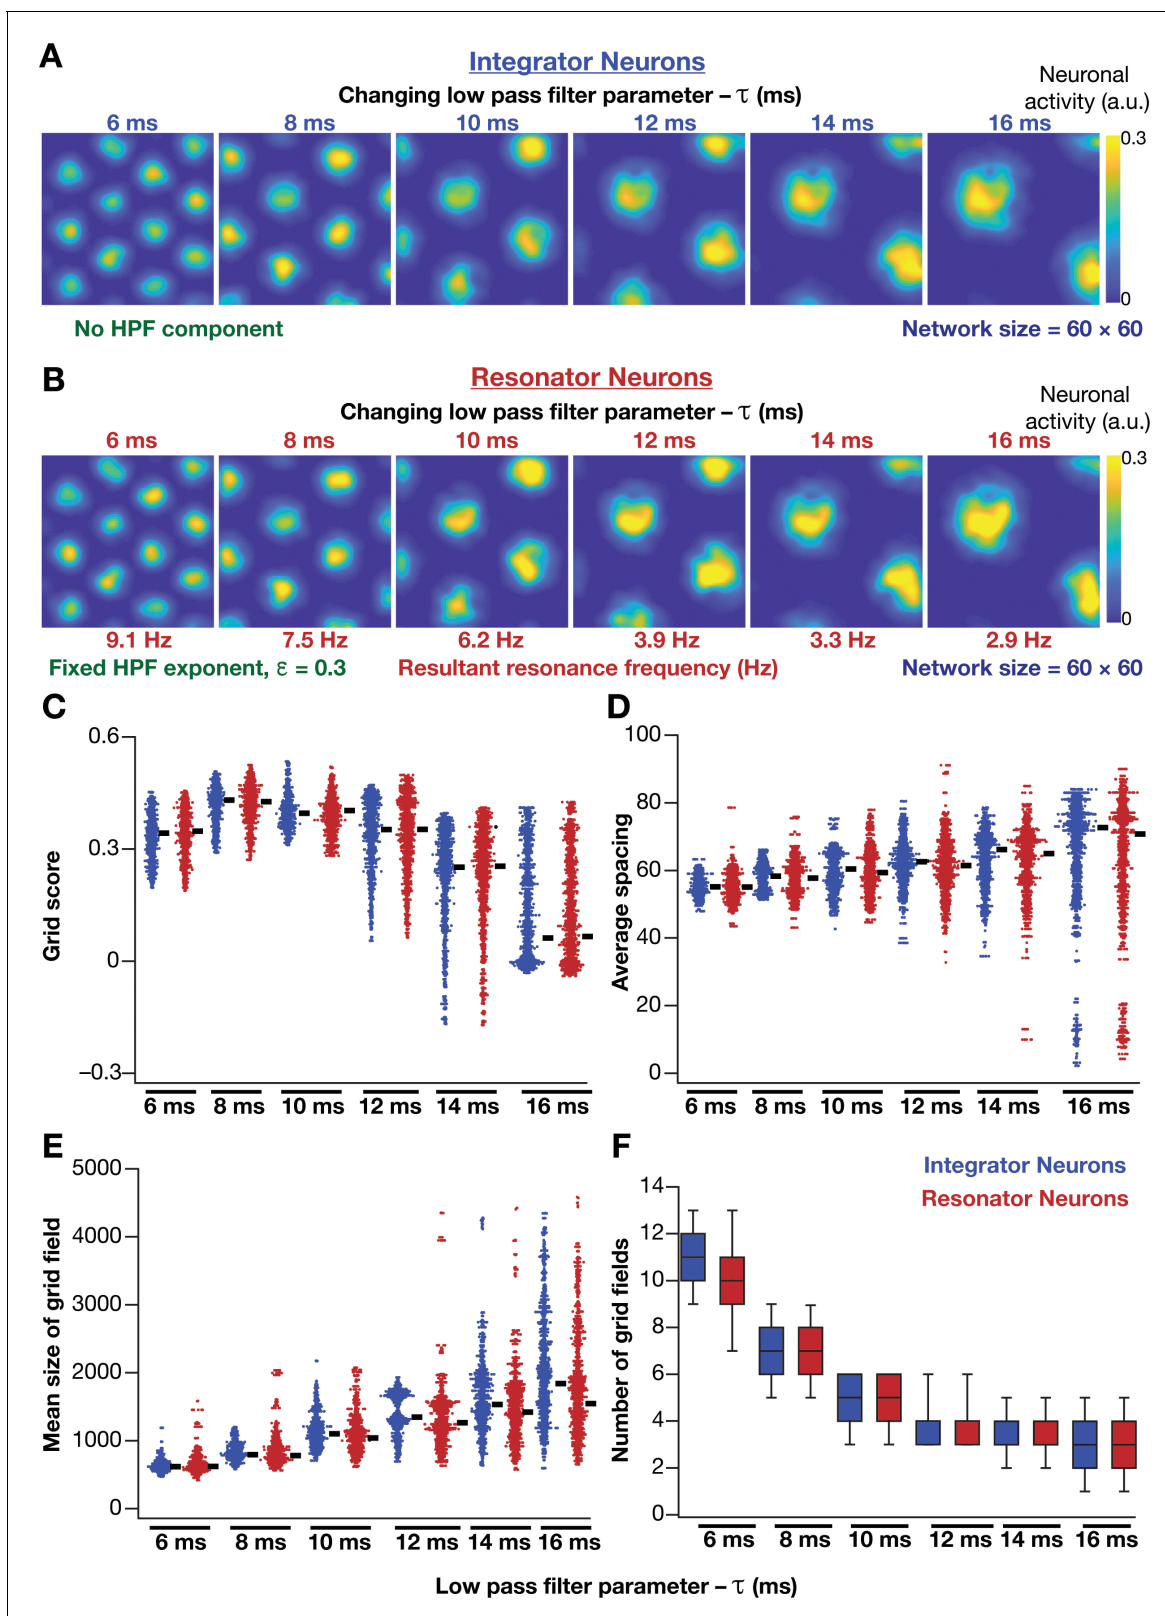 A
Integrator Neurons
Changing low pass filter parameter – τ (ms)
Neuronal
activity (a.u.)
6 ms 8 ms 10 ms 12 ms 14 ms 16 ms
0.3
0
No HPF component
Network size = 60 × 60
B
Resonator Neurons
Changing low pass filter parameter – τ (ms)
Neuronal
activity (a.u.)
6 ms 8 ms 10 ms 12 ms 14 ms 16 ms
0.3
0
9.1 Hz 7.5 Hz 6.2 Hz 3.9 Hz 3.3 Hz 2.9 Hz
Fixed HPF exponent, ε = 0.3
Resultant resonance frequency (Hz)
Network size = 60 × 60
C
Grid score
0.6
0.3
0
–0.3
6 ms 8 ms 10 ms 12 ms 14 ms 16 ms
D
Average spacing
100
80
60
40
20
0
6 ms 8 ms 10 ms 12 ms 14 ms 16 ms
E
Mean size of grid field
5000
4000
3000
2000
1000
0
6 ms 8 ms 10 ms 12 ms 14 ms 16 ms
F
Integrator Neurons
Resonator Neurons
Number of grid fields
14
12
10
8
6
4
2
0
6 ms 8 ms 10 ms 12 ms 14 ms 16 ms
Low pass filter parameter – τ (ms)